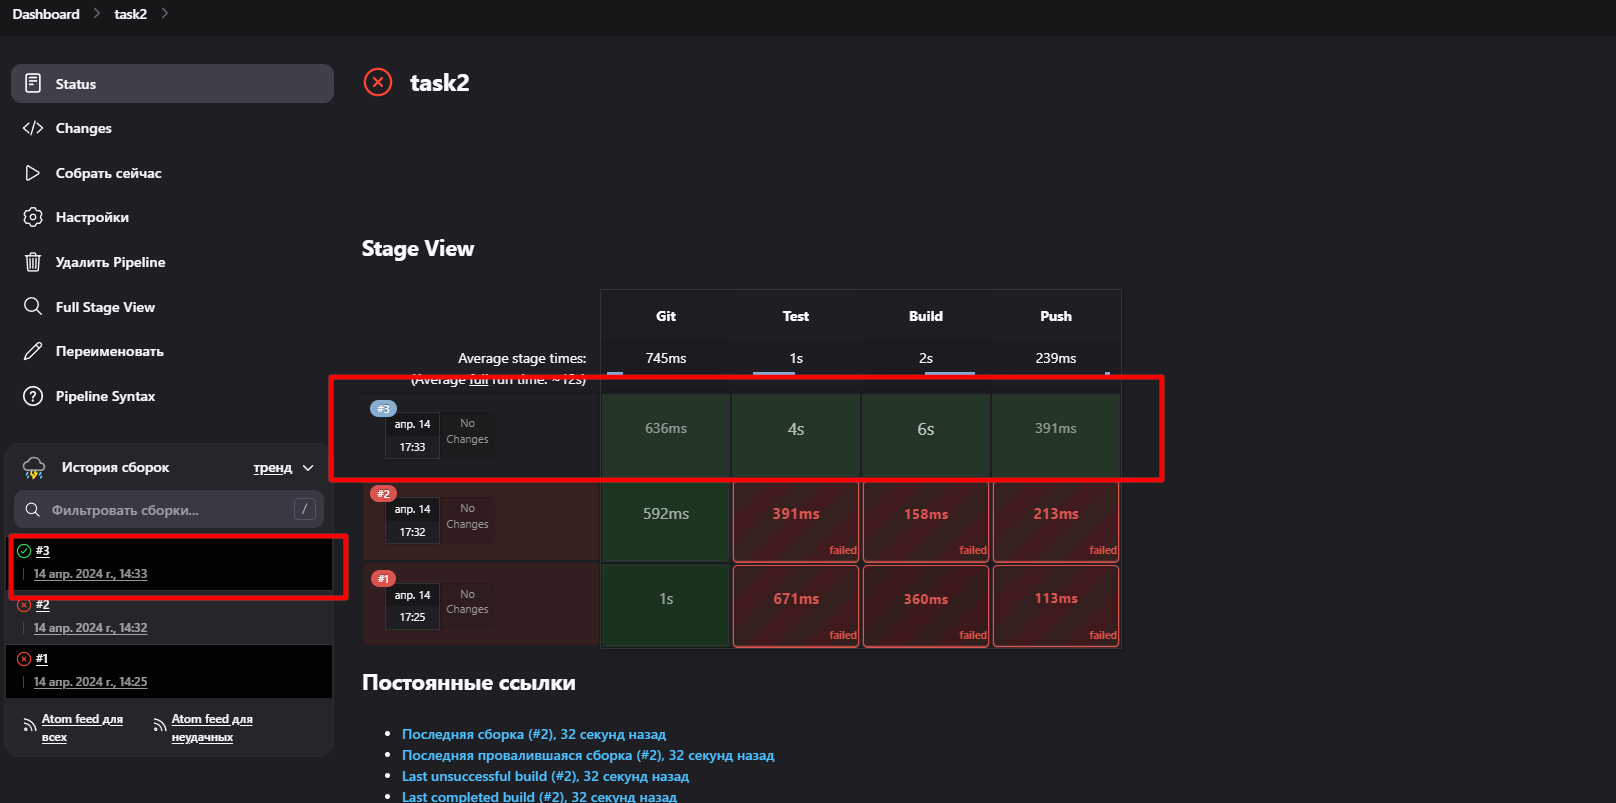 Dashboard > task2 >
Status
Changes
Собрать сейчас
Настройки
Удалить Pipeline
Full Stage View
Переименовать
Pipeline Syntax
История сборок тренд
Фильтровать сборки... /
#3
14 апр. 2024 г., 14:33
#2
14 апр. 2024 г., 14:32
#1
14 апр. 2024 г., 14:25
Atom feed для
всех
Atom feed для
неудачных
task2
Stage View
Git Test Build Push
Average stage times: 745ms 1s 2s 239ms
(Average full run time: ~12s)
#3
апр. 14
17:33
No
Changes
636ms 4s 6s 391ms
#2
апр. 14
17:32
No
Changes
592ms 391ms 158ms 213ms
failed failed failed
#1
апр. 14
17:25
No
Changes
1s 671ms 360ms 113ms
failed failed failed
Постоянные ссылки
Последняя сборка (#2), 32 секунд назад
Последняя провалившаяся сборка (#2), 32 секунд назад
Last unsuccessful build (#2), 32 секунд назад
Last completed build (#2), 32 секунд назад